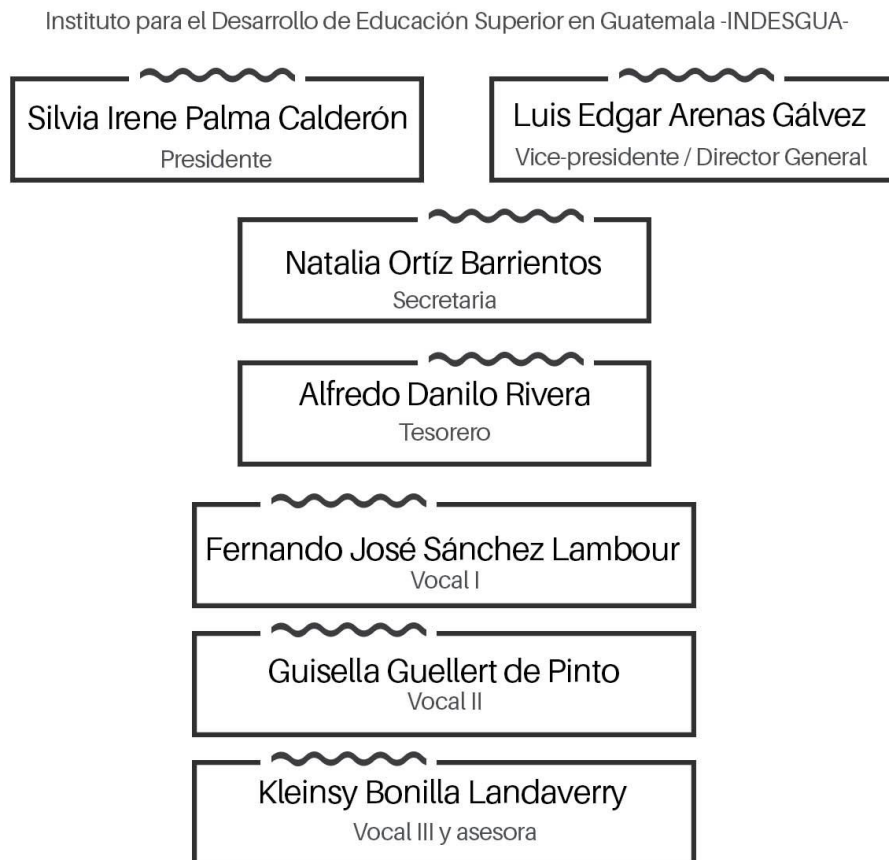 Instituto para el Desarrollo de Educación Superior en Guatemala -INDESGUA-
Silvia Irene Palma Calderón
Presidente
Luis Edgar Arenas Gálvez
Vice-presidente / Director General
Natalia Ortíz Barrientos
Secretaria
Alfredo Danilo Rivera
Tesorero
Fernando José Sánchez Lambour
Vocal I
Guisella Guellert de Pinto
Vocal II
Kleinsy Bonilla Landaverry
Vocal III y asesora